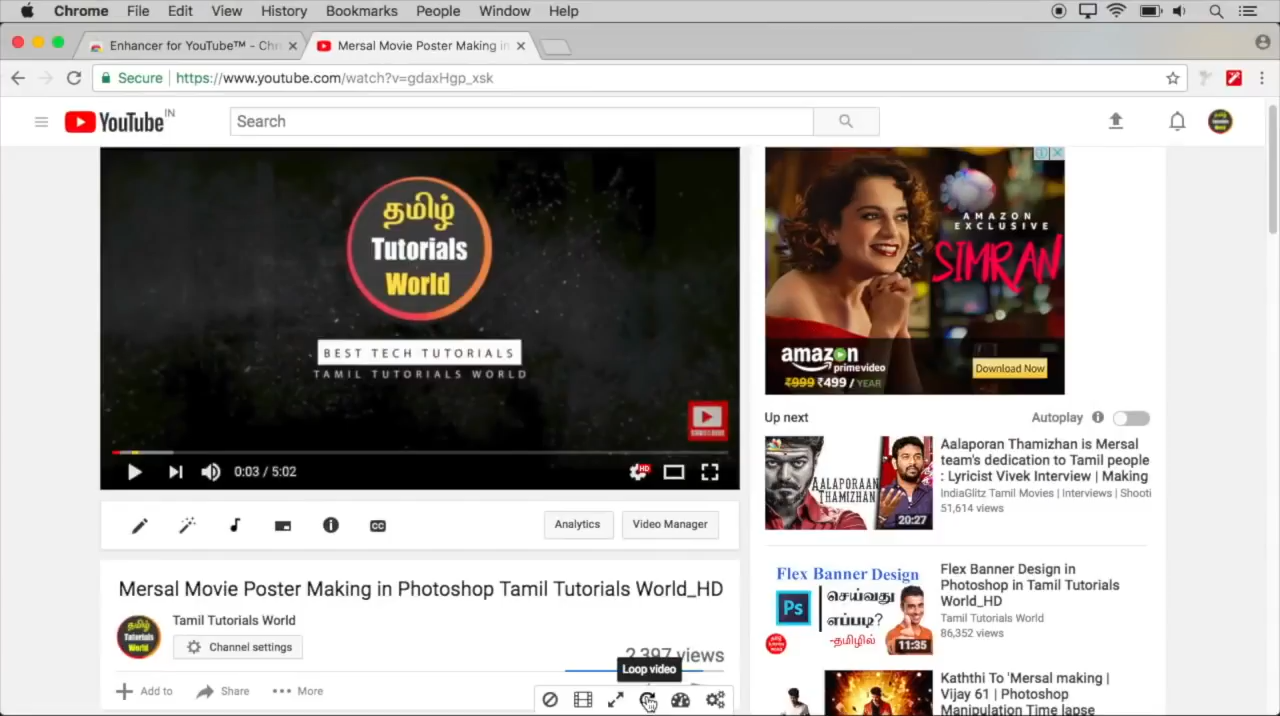 Chrome File Edit View History Bookmarks People Window Help
Enhancer for YouTube™ - Chr
Mersal Movie Poster Making in
Secure https://www.youtube.com/watch?v=gdaxHgp_xsk
YouTube IN
Search
தமிழ்
Tutorials
World
BEST TECH TUTORIALS
TAMIL TUTORIALS WORLD
0:03 / 5:02
HD
AMAZON
EXCLUSIVE
SIMRAN
amazon
primevideo
₹999 ₹499 / YEAR
Download Now
Up next
Autoplay
AALAPORAAN
THAMIZHAN
20:27
Aalaporan Thamizhan is Mersal
team's dedication to Tamil people
: Lyricist Vivek Interview | Making
IndiaGlitz Tamil Movies | Interviews | Shooti
51,614 views
CC
Analytics
Video Manager
Mersal Movie Poster Making in Photoshop Tamil Tutorials World_HD
தமிழ்
Tutorials
World
Tamil Tutorials World
Channel settings
2,397 views
Loop video
Add to
Share
More
Flex Banner Design
Ps
செய்வது
எப்படி?
-தமிழில்
11:35
Flex Banner Design in
Photoshop in Tamil Tutorials
World_HD
Tamil Tutorials World
86,352 views
Kaththi To 'Mersal making |
Vijay 61 | Photoshop
Manipulation Time lapse